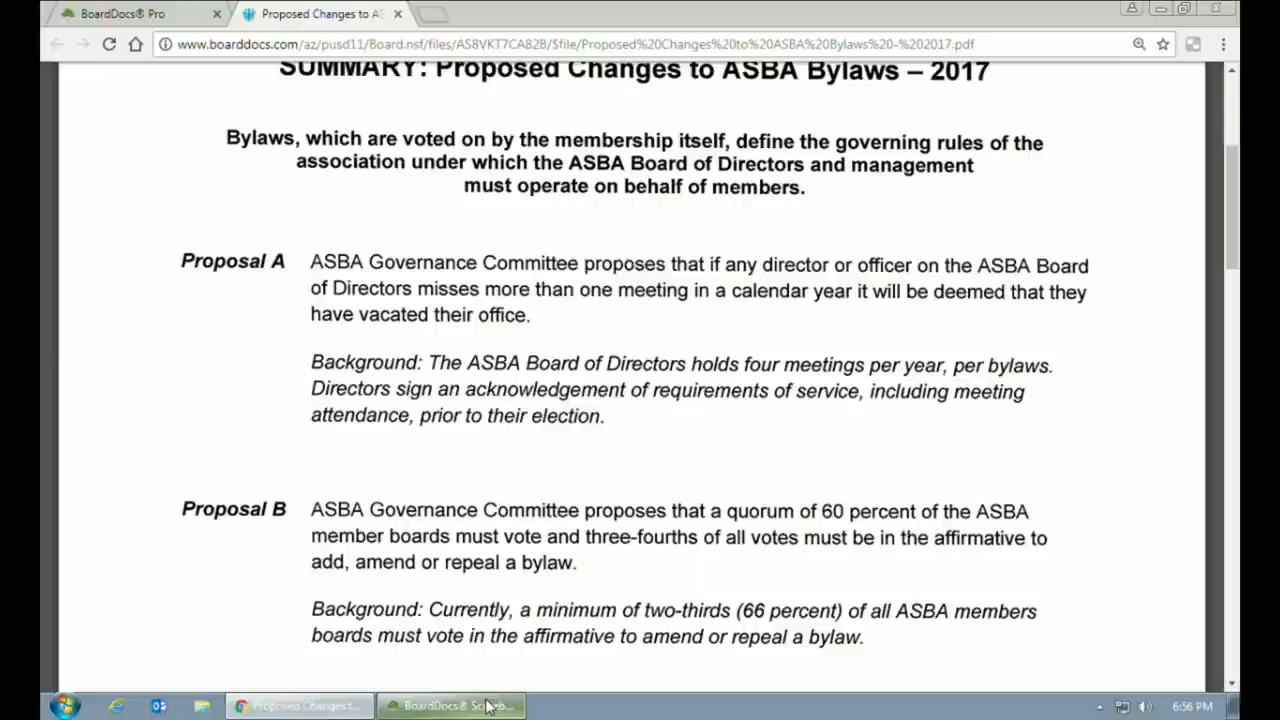 BoardDocs® Pro
Proposed Changes to AS
www.boarddocs.com/az/pusd11/Board.nsf/files/AS8VKT7CA82B/$file/Proposed%20Changes%20to%20ASBA%20Bylaws%20-%202017.pdf
SUMMARY: Proposed Changes to ASBA Bylaws – 2017
Bylaws, which are voted on by the membership itself, define the governing rules of the
association under which the ASBA Board of Directors and management
must operate on behalf of members.
Proposal A ASBA Governance Committee proposes that if any director or officer on the ASBA Board
of Directors misses more than one meeting in a calendar year it will be deemed that they
have vacated their office.
Background: The ASBA Board of Directors holds four meetings per year, per bylaws.
Directors sign an acknowledgement of requirements of service, including meeting
attendance, prior to their election.
Proposal B ASBA Governance Committee proposes that a quorum of 60 percent of the ASBA
member boards must vote and three-fourths of all votes must be in the affirmative to
add, amend or repeal a bylaw.
Background: Currently, a minimum of two-thirds (66 percent) of all ASBA members
boards must vote in the affirmative to amend or repeal a bylaw.
Proposed Changes t...
BoardDocs®
6:56 PM